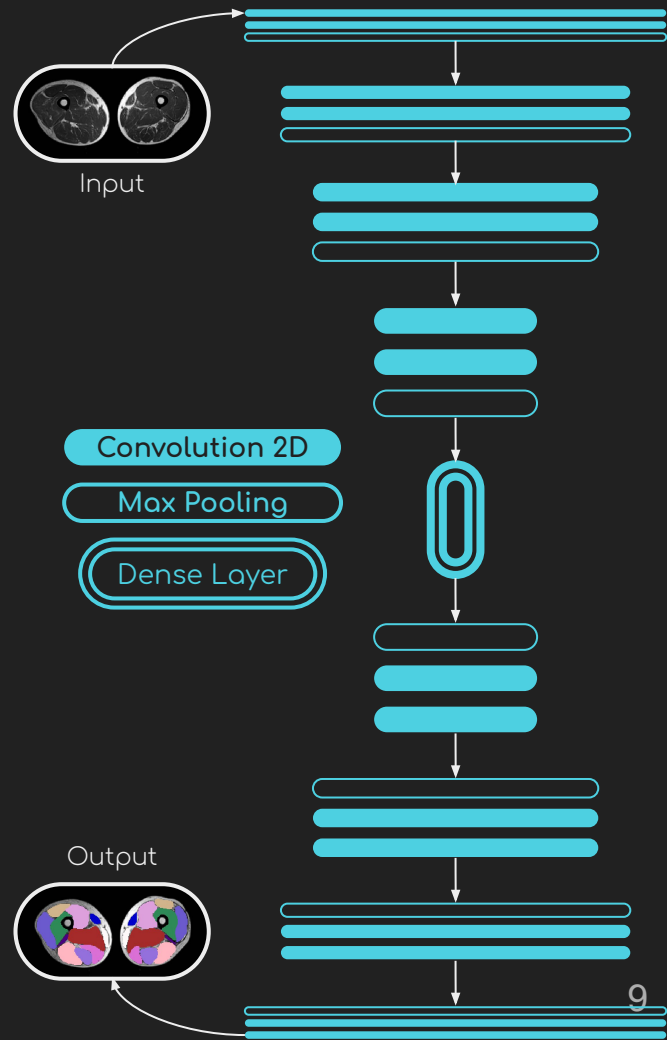 Input
Convolution 2D
Max Pooling
Dense Layer
Output
9